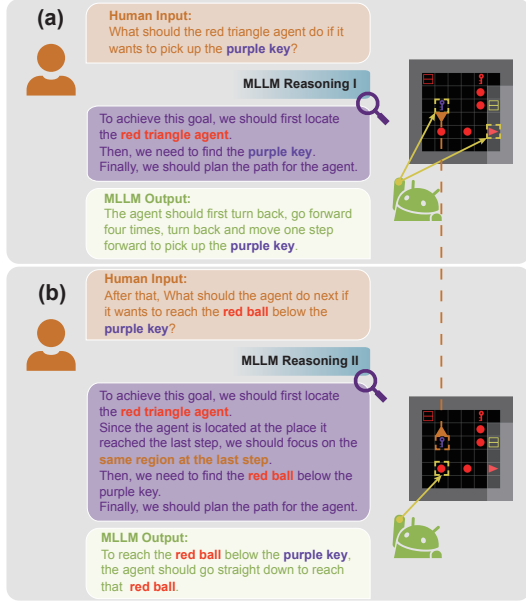 (a)
Human Input:
What should the red triangle agent do if it
wants to pick up the purple key?
MLLM Reasoning I
To achieve this goal, we should first locate
the red triangle agent.
Then, we need to find the purple key.
Finally, we should plan the path for the agent.
MLLM Output:
The agent should first turn back, go forward
four times, turn back and move one step
forward to pick up the purple key.
(b)
Human Input:
After that, What should the agent do next if
it wants to reach the red ball below the
purple key?
MLLM Reasoning II
To achieve this goal, we should first locate
the red triangle agent.
Since the agent is located at the place it
reached the last step, we should focus on the
same region at the last step.
Then, we need to find the red ball below the
purple key.
Finally, we should plan the path for the agent.
MLLM Output:
To reach the red ball below the purple key,
the agent should go straight down to reach
that red ball.